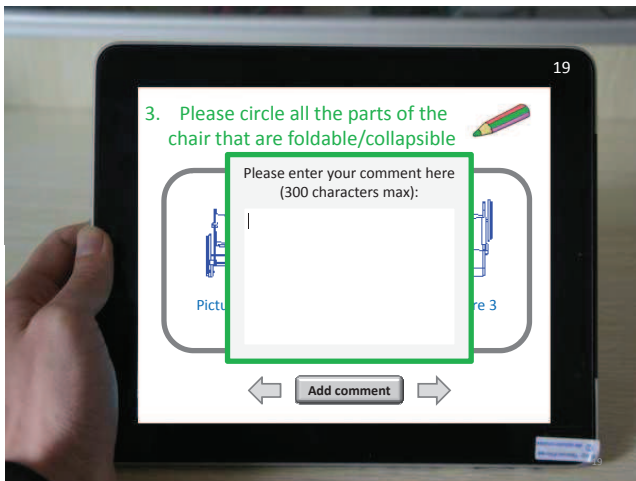 19
3. Please circle all the parts of the
chair that are foldable/collapsible
Please enter your comment here
(300 characters max):
Pictu
re 3
Add comment
19